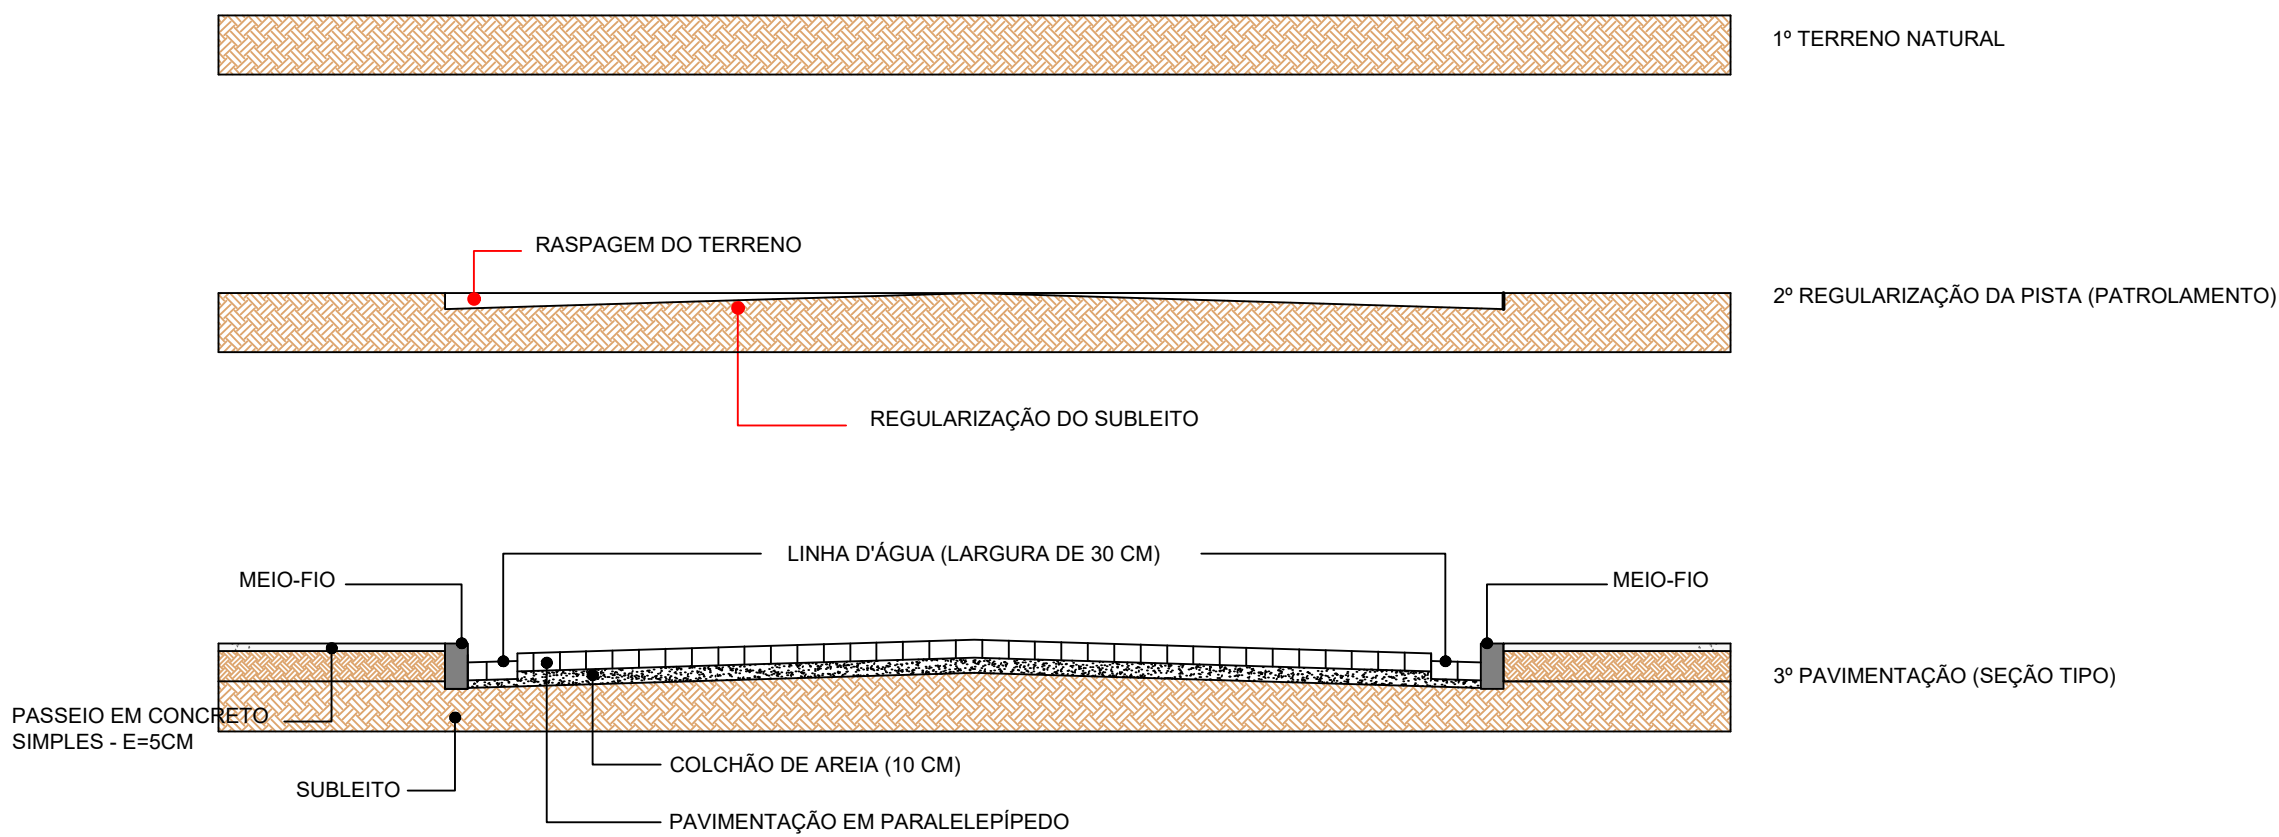 1º TERRENO NATURAL
RASPAGEM DO TERRENO
2º REGULARIZAÇÃO DA PISTA (PATROLAMENTO)
REGULARIZAÇÃO DO SUBLEITO
LINHA D'ÁGUA (LARGURA DE 30 CM)
MEIO-FIO
MEIO-FIO
3º PAVIMENTAÇÃO (SEÇÃO TIPO)
PASSEIO EM CONCRETO
SIMPLES - E=5CM
COLCHÃO DE AREIA (10 CM)
SUBLEITO
PAVIMENTAÇÃO EM PARALELEPÍPEDO